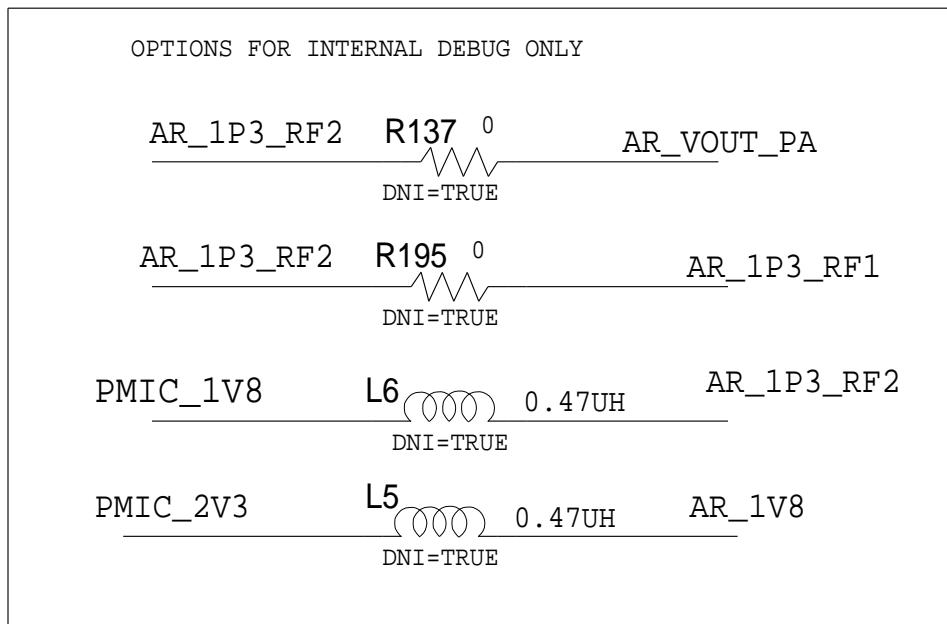 OPTIONS FOR INTERNAL DEBUG ONLY
AR_1P3_RF2 R137 0 AR_VOUT_PA
DNI=TRUE
AR_1P3_RF2 R195 0 AR_1P3_RF1
DNI=TRUE
PMIC_1V8 L6 0.47UH AR_1P3_RF2
DNI=TRUE
PMIC_2V3 L5 0.47UH AR_1V8
DNI=TRUE